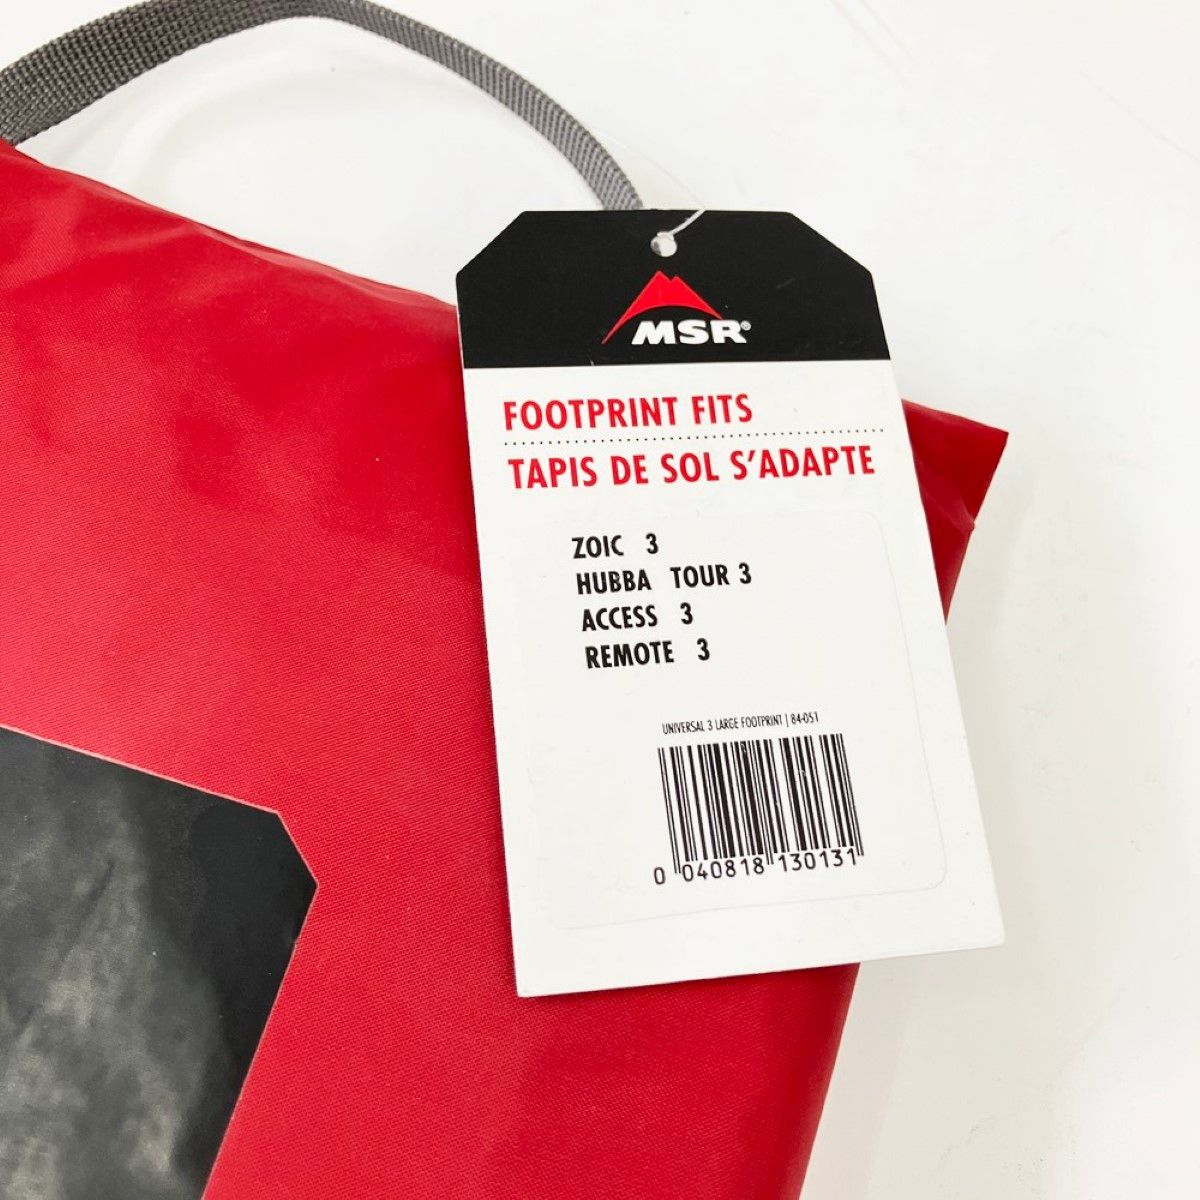 MSR®
FOOTPRINT FITS
TAPIS DE SOL S'ADAPTE
ZOIC 3
HUBBA TOUR 3
ACCESS 3
REMOTE 3
UNIVERSAL 3 LARGE FOOTPRINT | 84-051
0 040818 130131